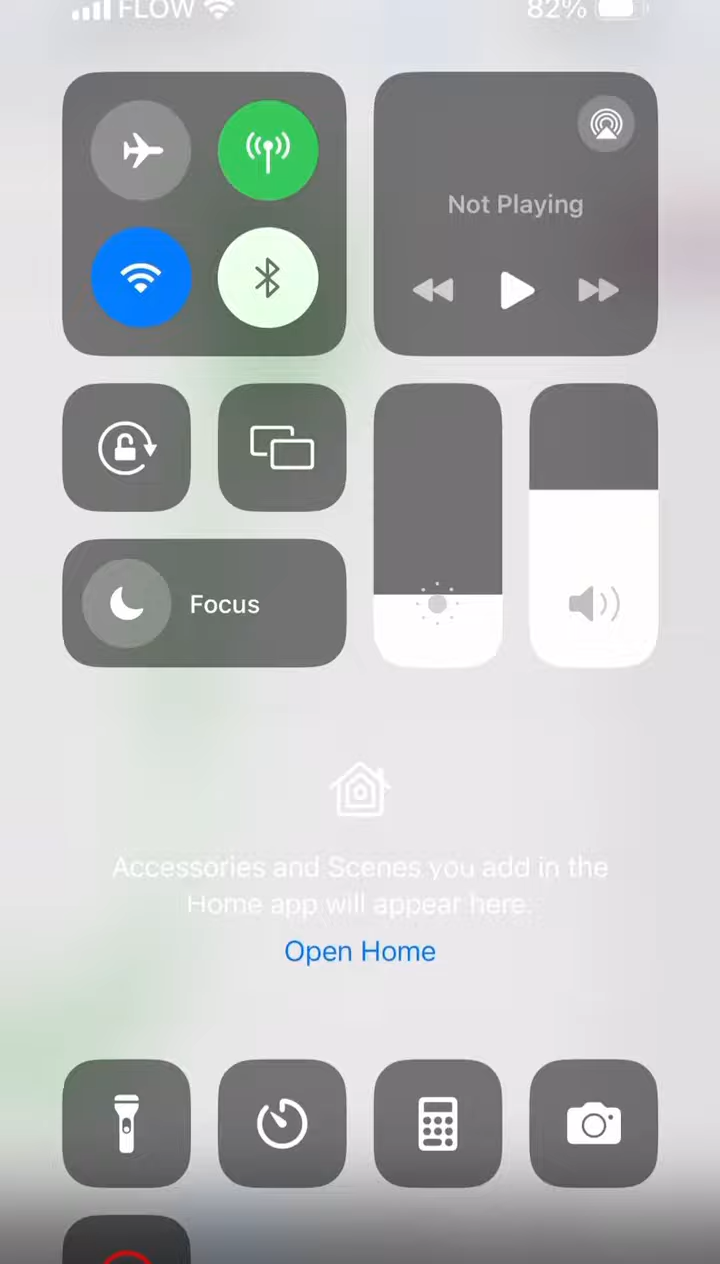 FLOW
82%
Not Playing
Focus
Accessories and Scenes you add in the
Home app will appear here.
Open Home